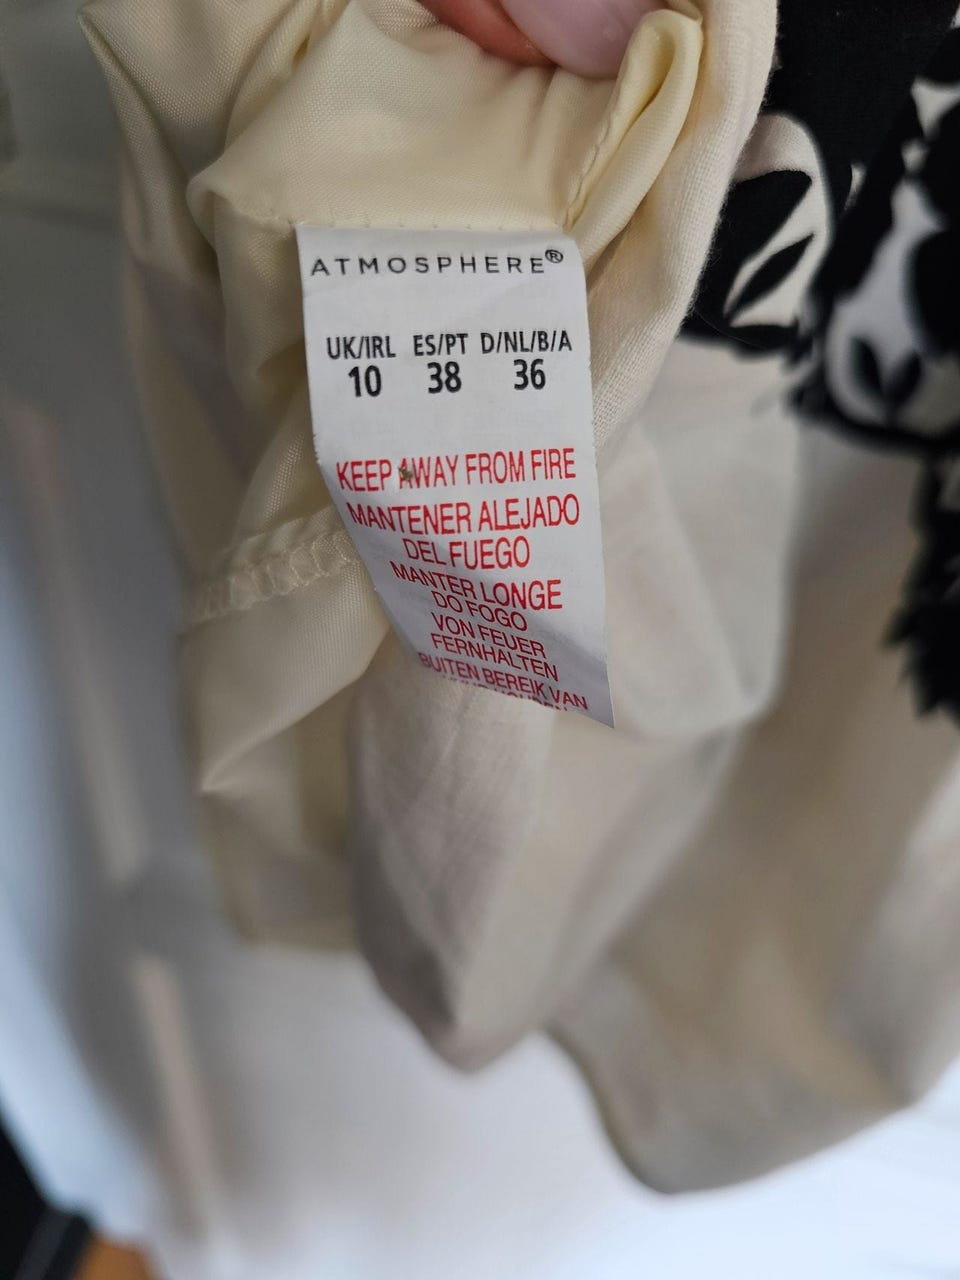 ATMOSPHERE®
UK/IRL ES/PT D/NL/B/A
10 38 36
KEEP AWAY FROM FIRE
MANTENER ALEJADO
DEL FUEGO
MANTER LONGE
DO FOGO
VON FEUER
FERNHALTEN
BUITEN BEREIK VAN